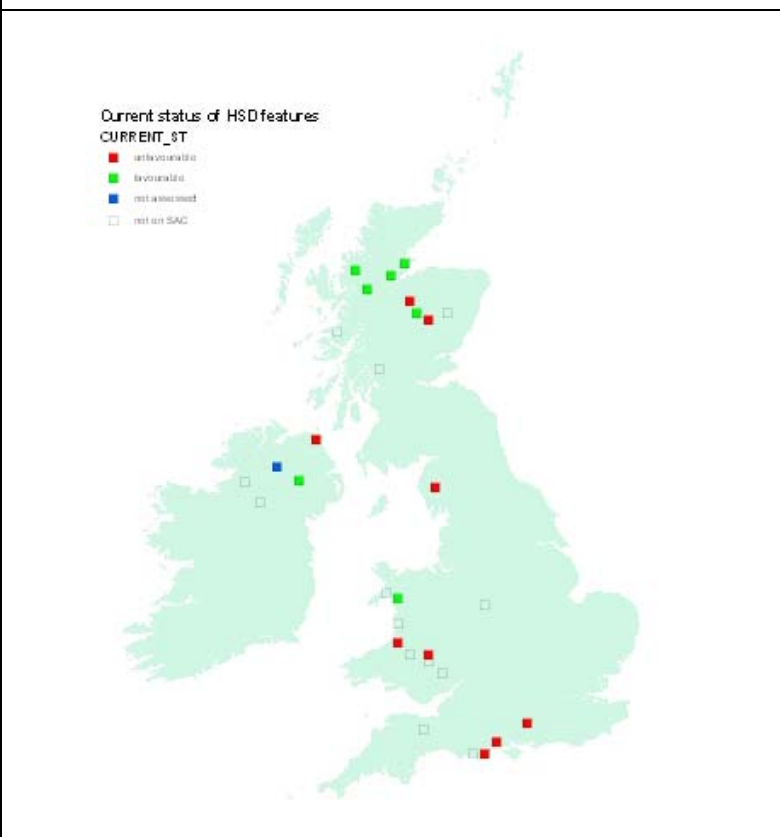 Current status of HSD features
CURRENT_ST
unfavourable
favourable
not assessed
not on SAC